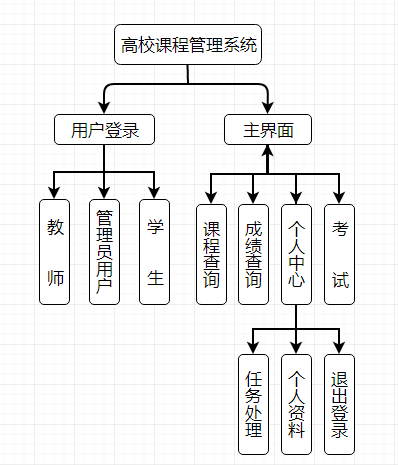 高校课程管理系统
用户登录
主界面
教师
管理员用户
学生
课程查询
成绩查询
个人中心
考试
任务处理
个人资料
退出登录